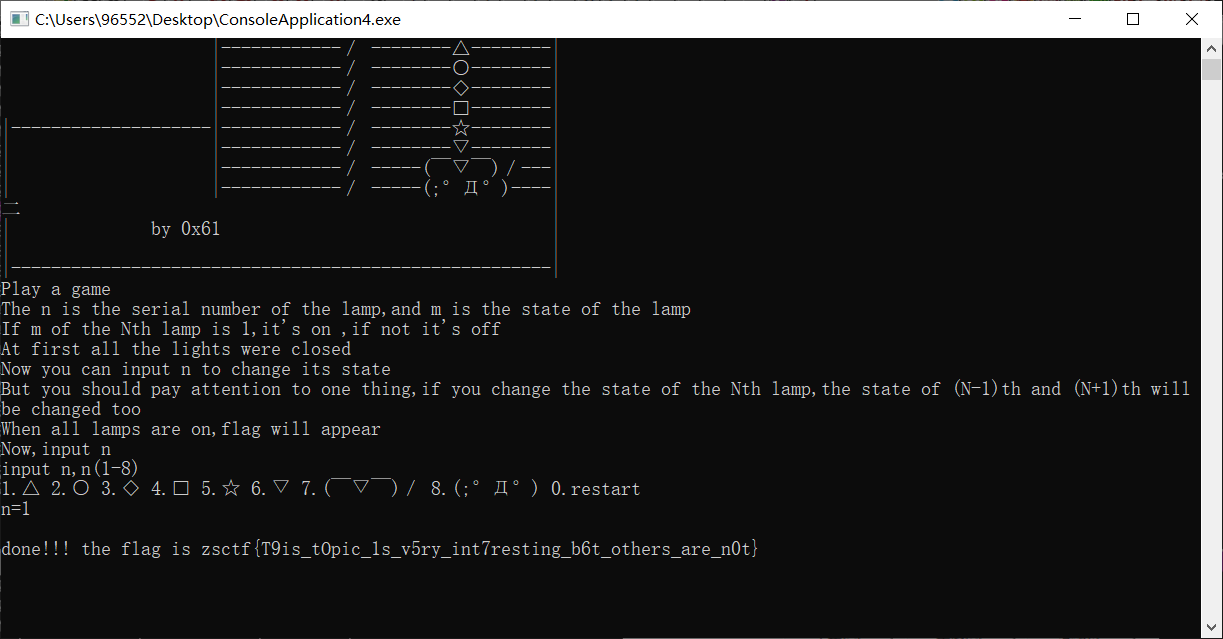 C:\Users\96552\Desktop\ConsoleApplication4.exe
|------------ / --------△--------|
|------------ / --------○--------|
|------------ / --------◇--------|
|------------ / --------□--------|
|--------------------|------------ / --------☆--------|
| |------------ / --------▽--------|
| |------------ / -----(￣▽￣)/---|
| |------------ / -----(;° Д °)----|
二
| by 0x61 |
|------------------------------------------------------|
Play a game
The n is the serial number of the lamp,and m is the state of the lamp
If m of the Nth lamp is 1,it's on ,if not it's off
At first all the lights were closed
Now you can input n to change its state
But you should pay attention to one thing,if you change the state of the Nth lamp,the state of (N-1)th and (N+1)th will
be changed too
When all lamps are on,flag will appear
Now,input n
input n,n(1-8)
1.△ 2.○ 3.◇ 4.□ 5.☆ 6.▽ 7.(￣▽￣)/ 8.(;° Д °) 0.restart
n=1
done!!! the flag is zsctf{T9is_tOpic_1s_v5ry_int7resting_b6t_others_are_n0t}